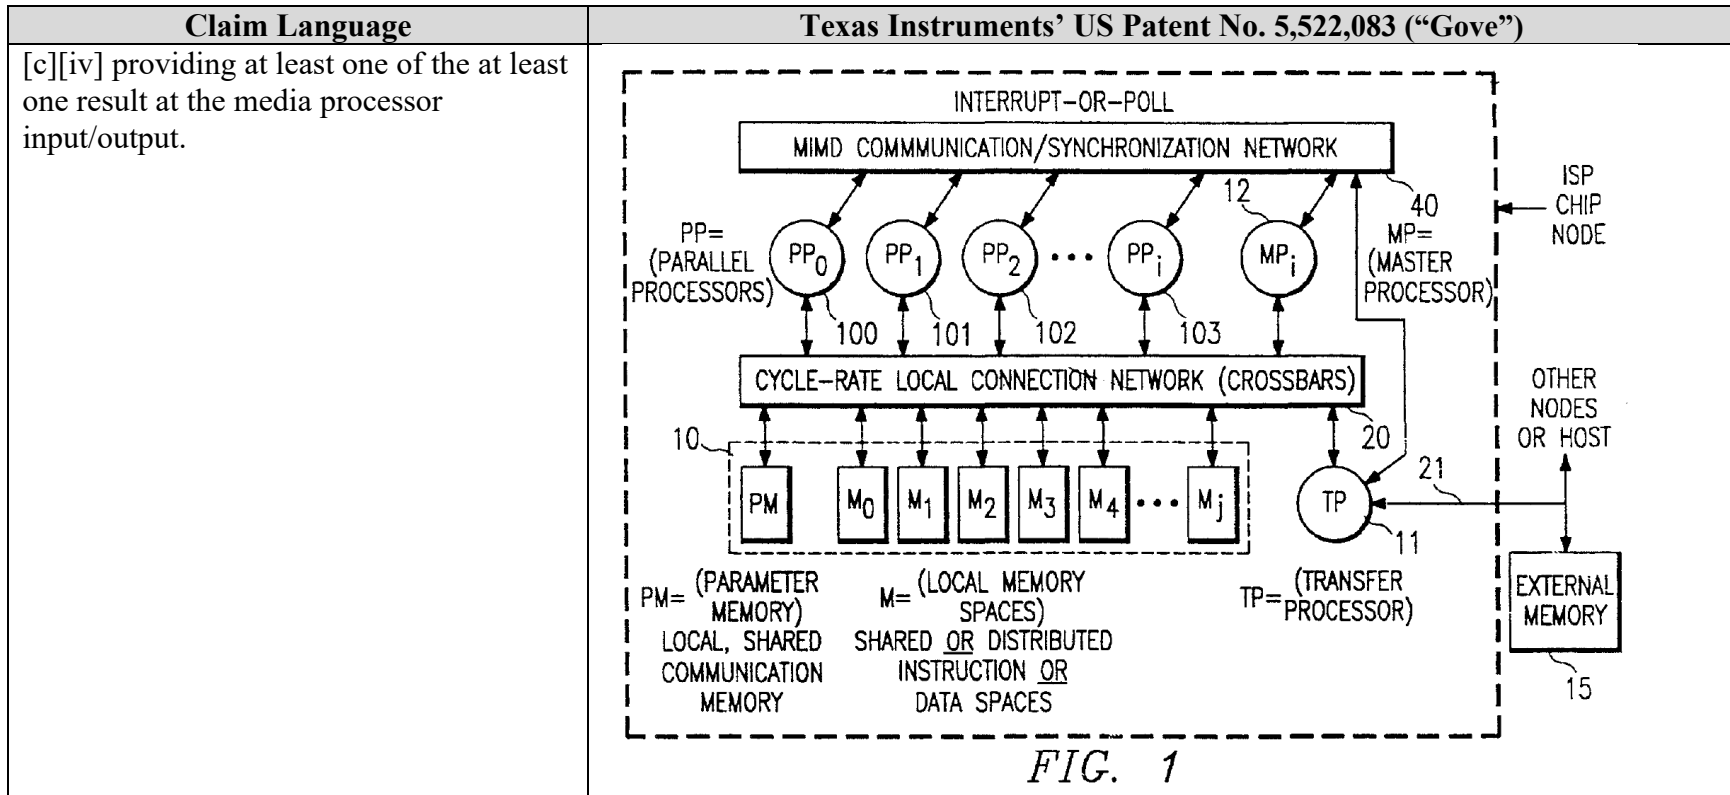 Claim Language
Texas Instruments’ US Patent No. 5,522,083 (“Gove”)
[c][iv] providing at least one of the at least
one result at the media processor
input/output.
INTERRUPT-OR-POLL
MIMD COMMMUNICATION/SYNCHRONIZATION NETWORK
40
12
ISP
CHIP
NODE
PP=
(PARALLEL
PROCESSORS)
PP0
PP1
PP2
•••
PPi
MPi
MP=
(MASTER
PROCESSOR)
100
101
102
103
CYCLE-RATE LOCAL CONNECTION NETWORK (CROSSBARS)
20
OTHER
NODES
OR HOST
10
PM
M0
M1
M2
M3
M4
•••
Mj
TP
11
21
PM= (PARAMETER
MEMORY)
LOCAL, SHARED
COMMUNICATION
MEMORY
M= (LOCAL MEMORY
SPACES)
SHARED OR DISTRIBUTED
INSTRUCTION OR
DATA SPACES
TP= (TRANSFER
PROCESSOR)
EXTERNAL
MEMORY
15
FIG. 1